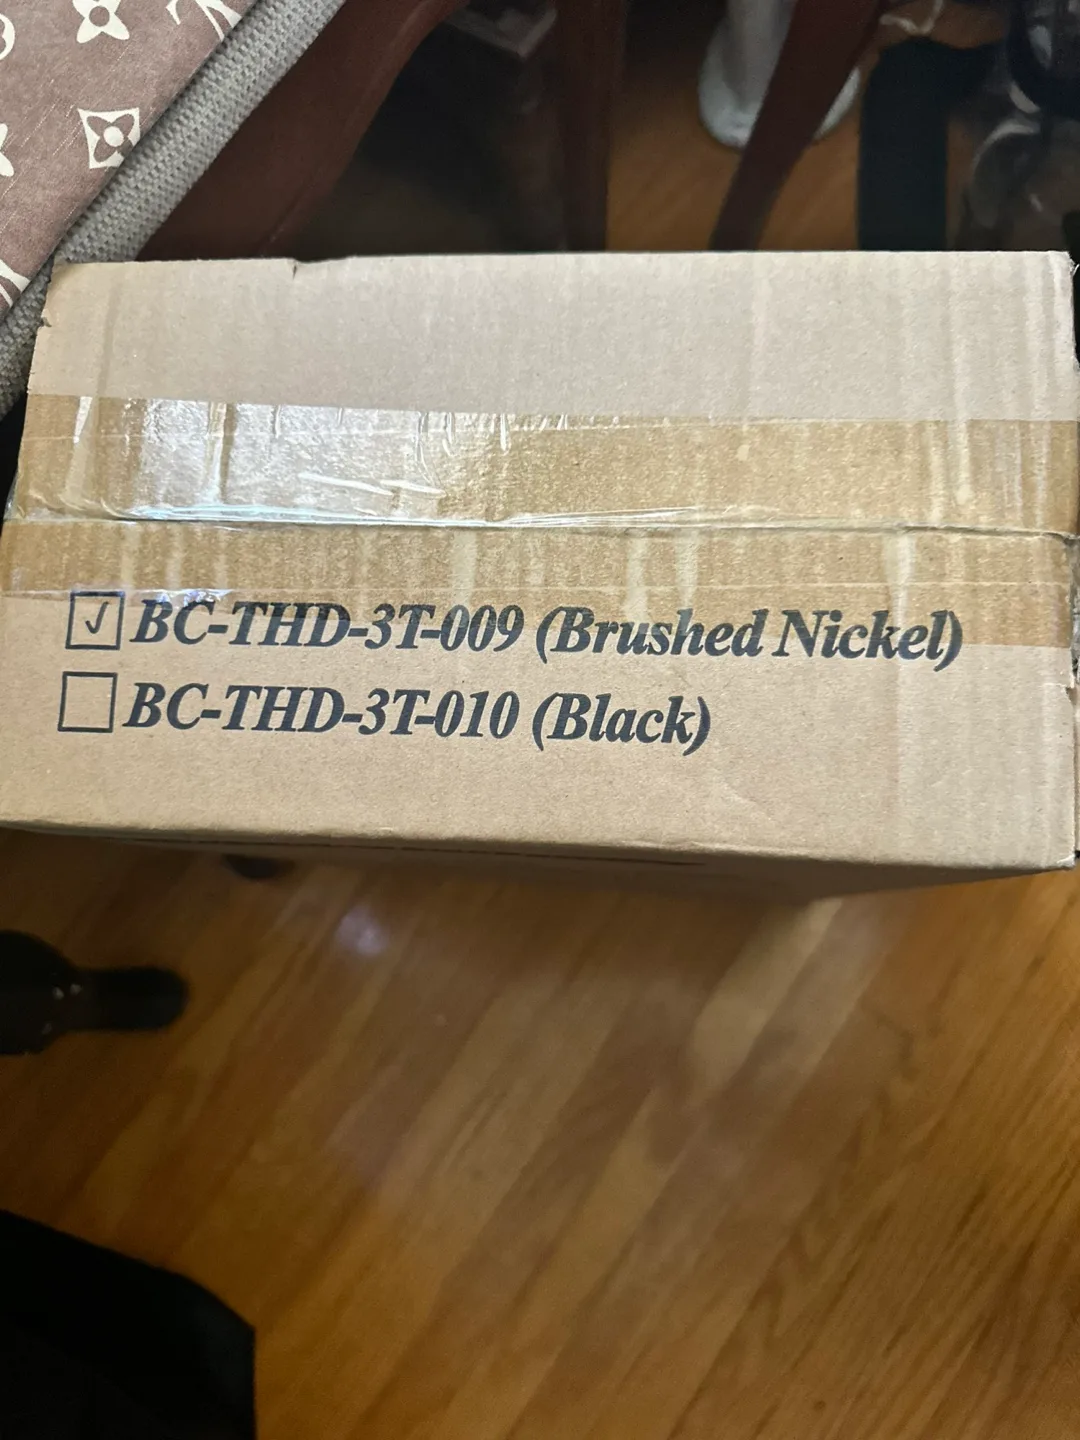 ☑ BC-THD-3T-009 (Brushed Nickel)
☐ BC-THD-3T-010 (Black)